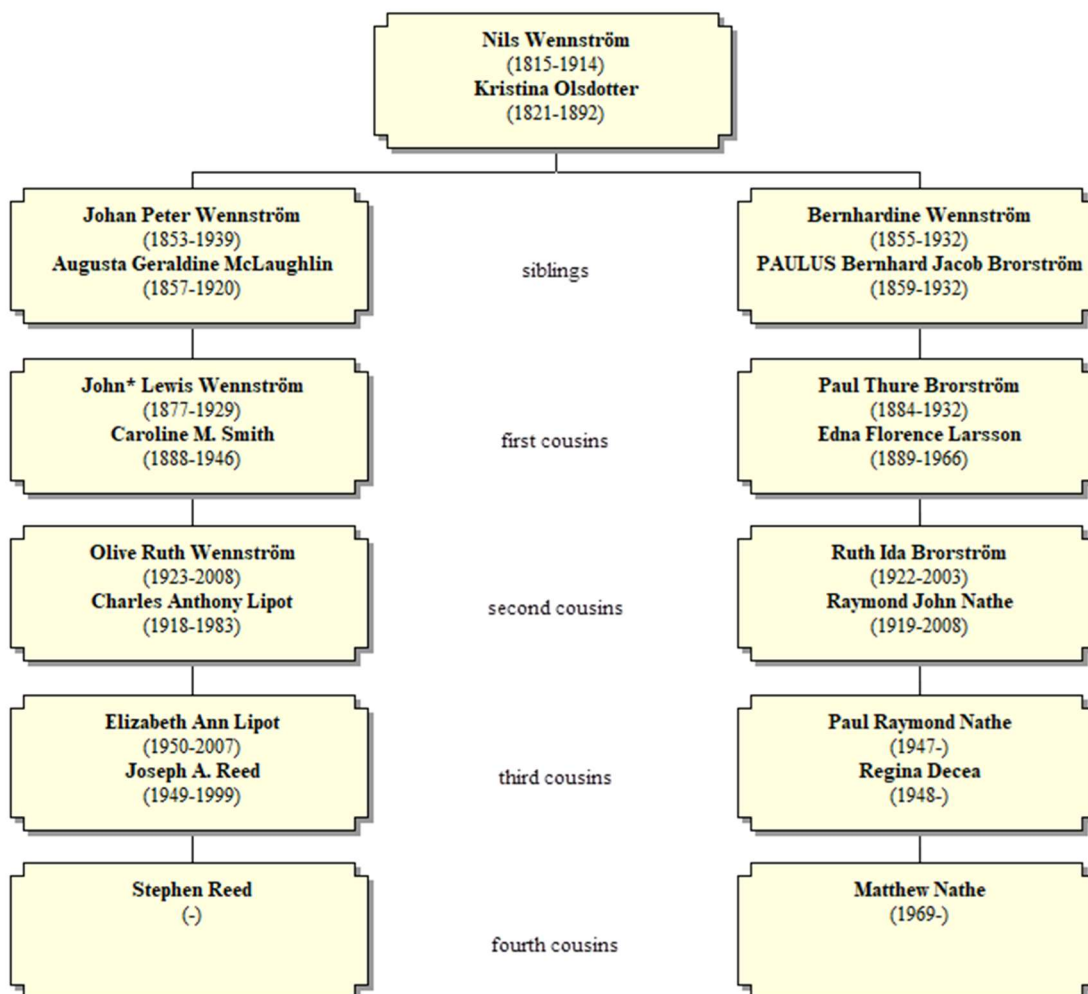 Nils Wennström
(1815-1914)
Kristina Olsdotter
(1821-1892)
Johan Peter Wennström
(1853-1939)
Augusta Geraldine McLaughlin
(1857-1920)
siblings
Bernhardine Wennström
(1855-1932)
PAULUS Bernhard Jacob Brorström
(1859-1932)
John* Lewis Wennström
(1877-1929)
Caroline M. Smith
(1888-1946)
first cousins
Paul Thure Brorström
(1884-1932)
Edna Florence Larsson
(1889-1966)
Olive Ruth Wennström
(1923-2008)
Charles Anthony Lipot
(1918-1983)
second cousins
Ruth Ida Brorström
(1922-2003)
Raymond John Nathe
(1919-2008)
Elizabeth Ann Lipot
(1950-2007)
Joseph A. Reed
(1949-1999)
third cousins
Paul Raymond Nathe
(1947-)
Regina Decea
(1948-)
Stephen Reed
(-)
fourth cousins
Matthew Nathe
(1969-)